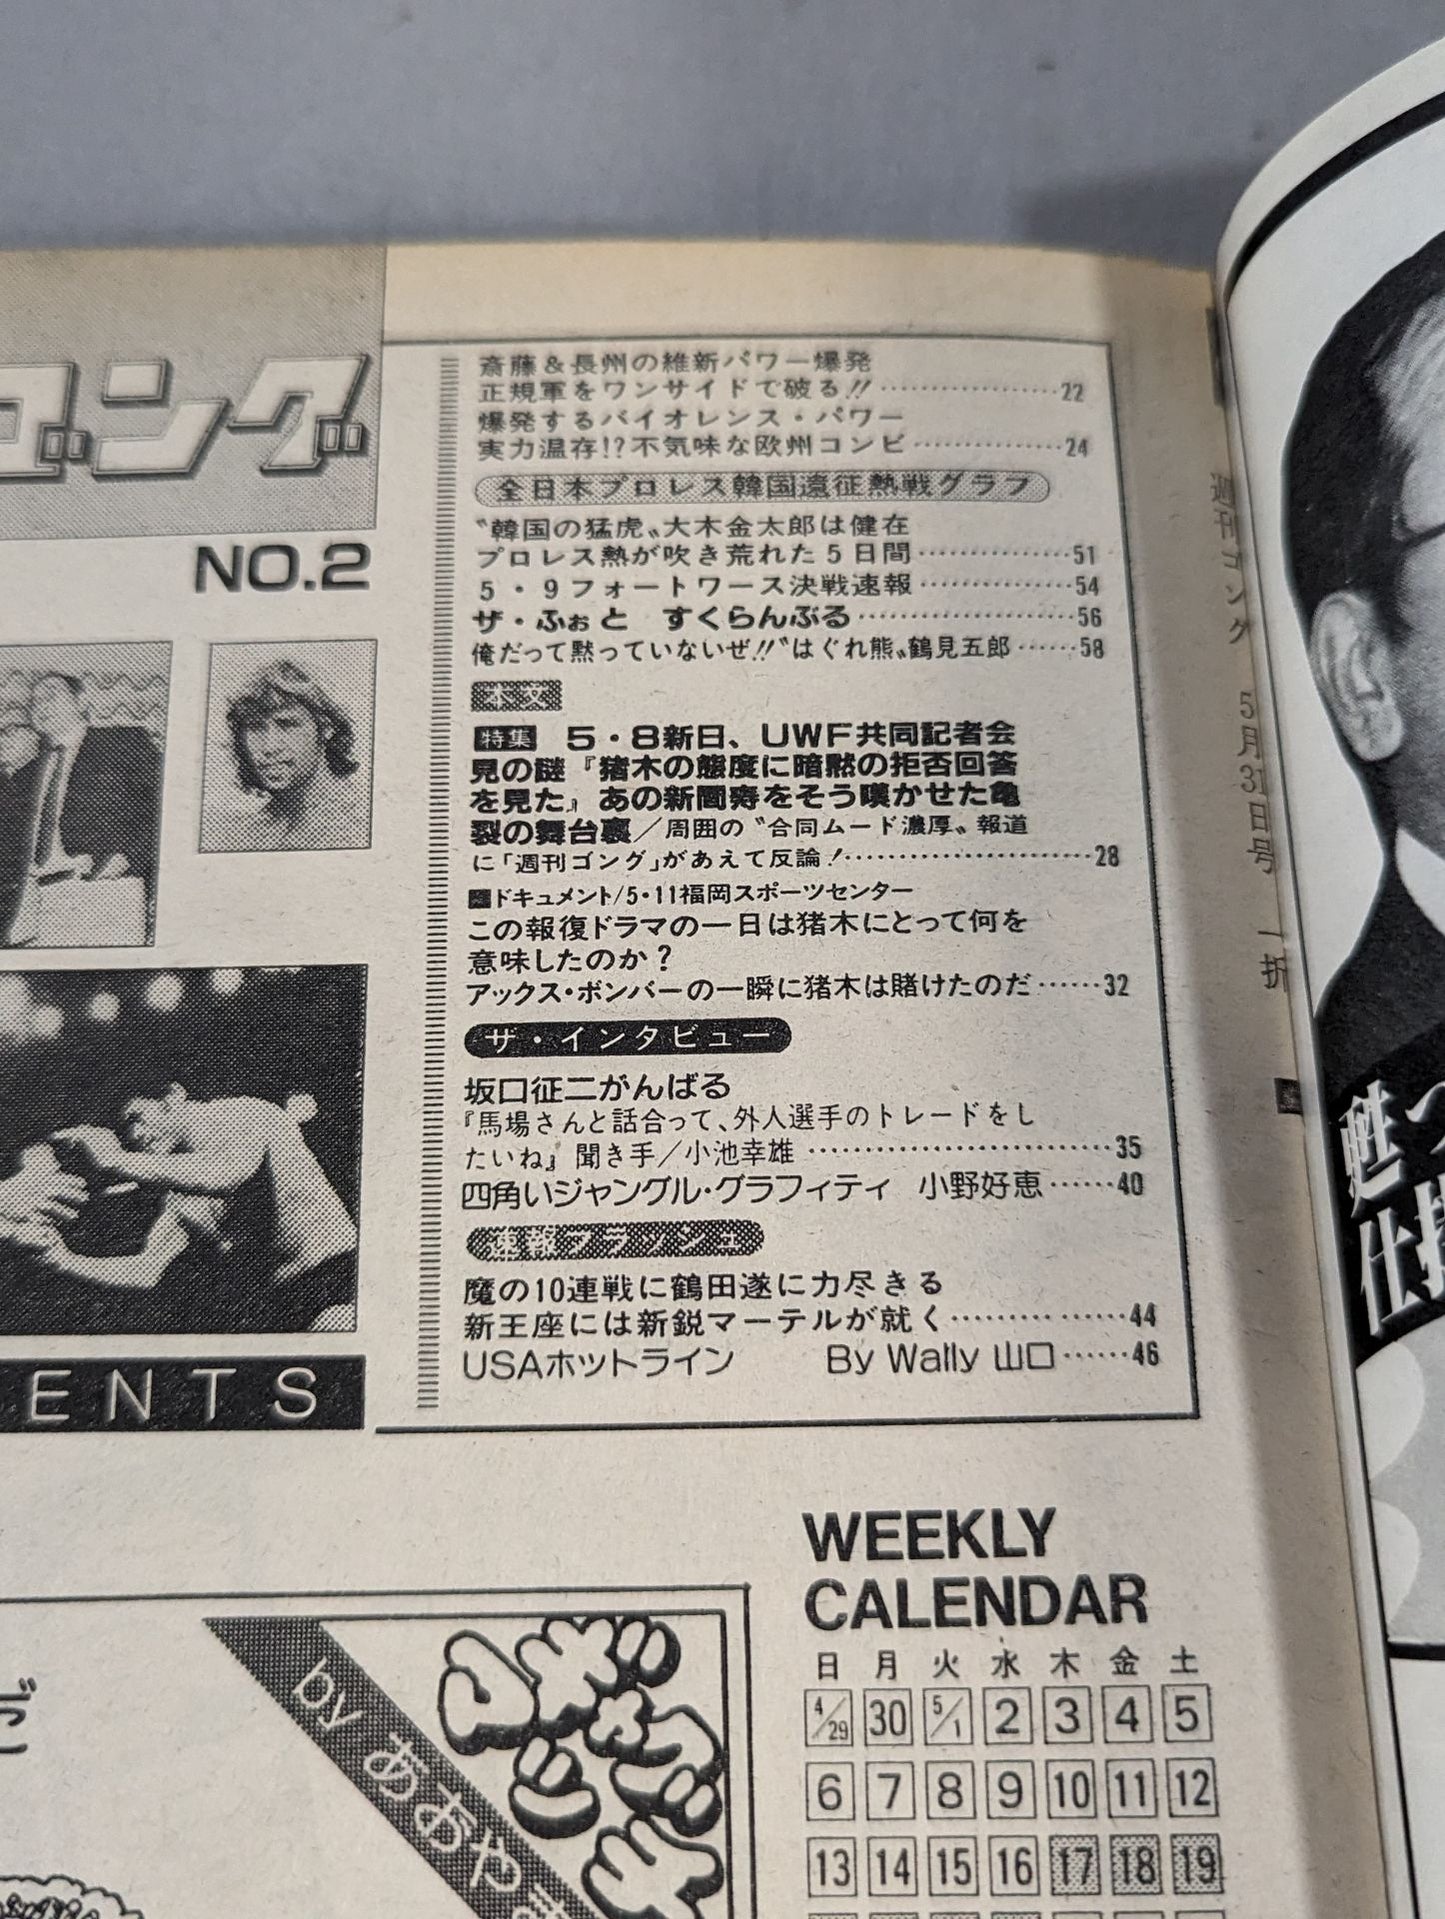 ゴング
NO.2
斎藤＆長州の維新パワー爆発
正規軍をワンサイドで破る!!……………22
爆発するバイオレンス・パワー
実力温存!?不気味な欧州コンビ……………24
全日本プロレス韓国遠征熱戦グラフ
〝韓国の猛虎〟大木金太郎は健在
プロレス熱が吹き荒れた5日間……………51
5・9フォートワース決戦速報……………54
ザ・ふぉと　すくらんぶる…………………56
俺だって黙っていないぜ!!〝はぐれ熊〟鶴見五郎……58
本文
特集 5・8新日、UWF共同記者会
見の謎『猪木の態度に暗黙の拒否回答
を見た』あの新間寿をそう嘆かせた亀
裂の舞台裏／周囲の〝合同ムード濃厚〟報道
に「週刊ゴング」があえて反論！……………………28
ドキュメント/5・11福岡スポーツセンター
この報復ドラマの一日は猪木にとって何を
意味したのか？
アックス・ボンバーの一瞬に猪木は賭けたのだ……32
ザ・インタビュー
坂口征二がんばる
『馬場さんと話合って、外人選手のトレードをし
たいね』聞き手／小池幸雄……………………………35
四角いジャングル・グラフィティ　小野好恵……40
速報フラッシュ
魔の10連戦に鶴田遂に力尽きる
新王座には新鋭マーテルが就く……………44
USAホットライン　By Wally 山口……46
ENTS
週刊ゴング　5月31日号　一折
甦っ
仕掛
by あおや
WEEKLY
CALENDAR
日 月 火 水 木 金 土
4/29 30 5/1 2 3 4 5
6 7 8 9 10 11 12
13 14 15 16 17 18 19